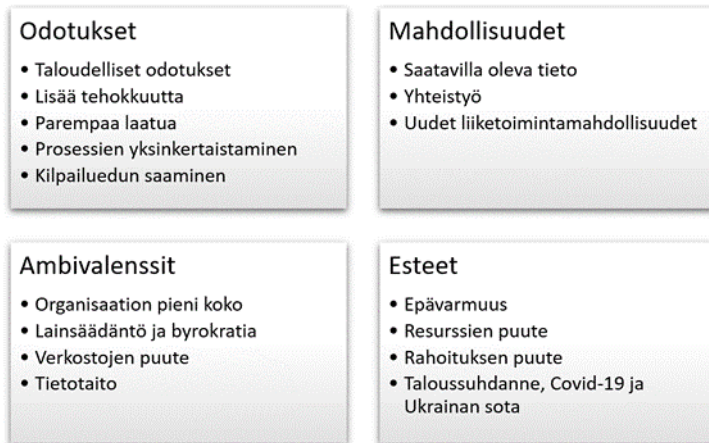 Odotukset
• Taloudelliset odotukset
• Lisää tehokkuutta
• Parempaa laatua
• Prosessien yksinkertaistaminen
• Kilpailuedun saaminen
Mahdollisuudet
• Saatavilla oleva tieto
• Yhteistyö
• Uudet liiketoimintamahdollisuudet
Ambivalenssit
• Organisaation pieni koko
• Lainsäädäntö ja byrokratia
• Verkostojen puute
• Tietotaito
Esteet
• Epävarmuus
• Resurssien puute
• Rahoituksen puute
• Taloussuhdanne, Covid-19 ja
Ukrainan sota